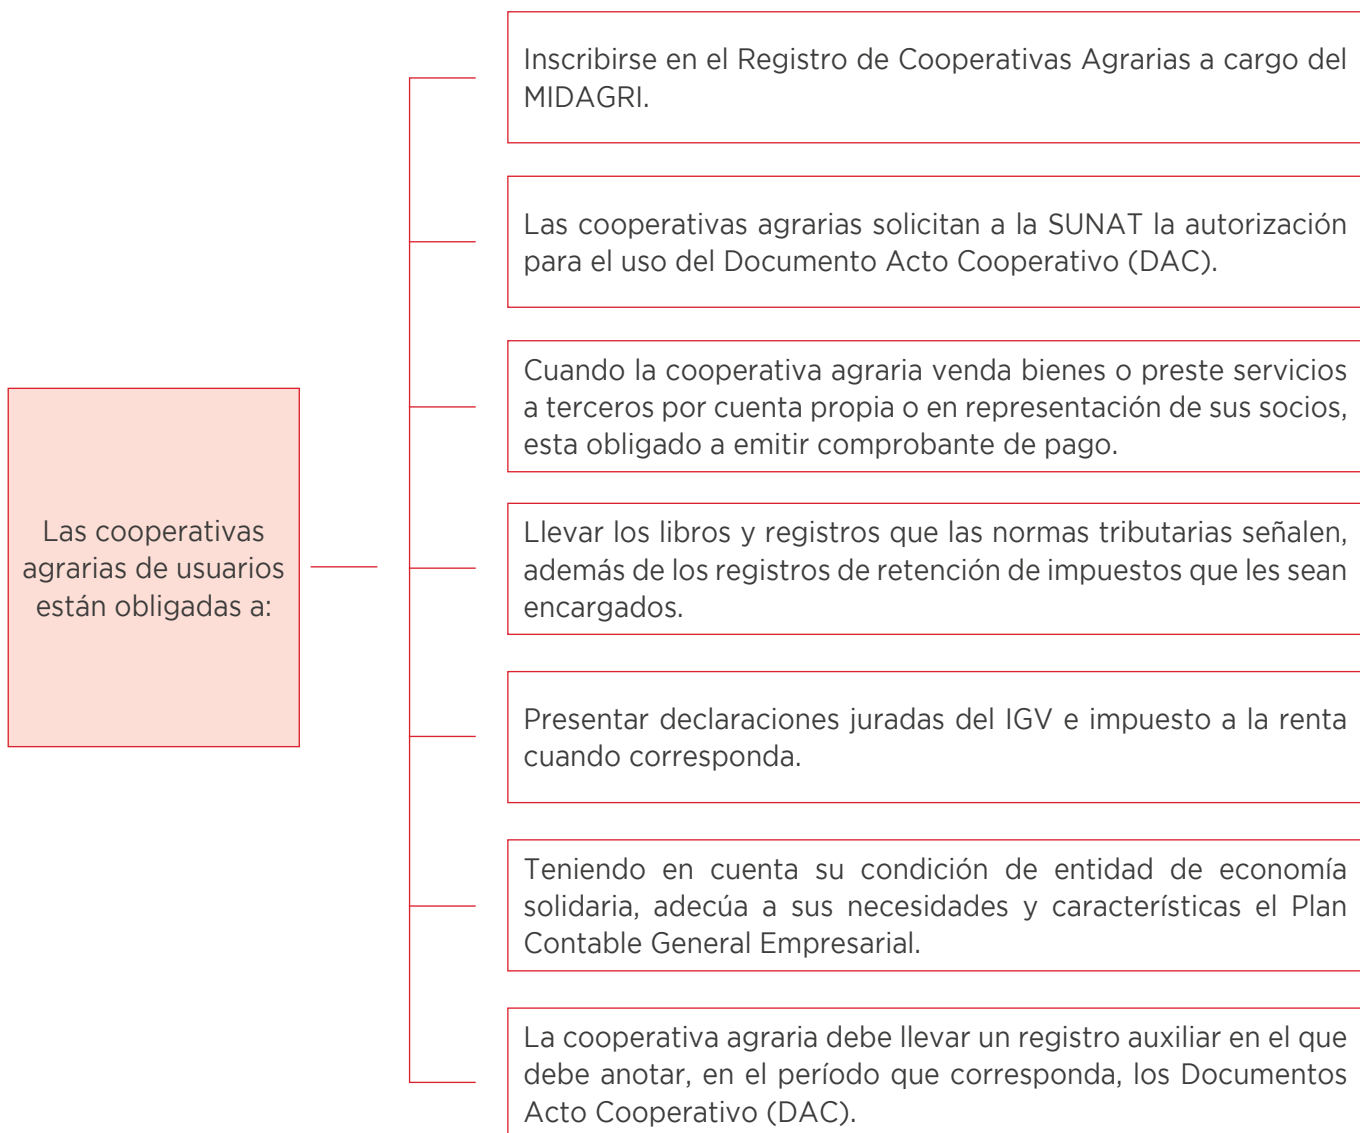 Las cooperativas
agrarias de usuarios
están obligadas a:
Inscribirse en el Registro de Cooperativas Agrarias a cargo del
MIDAGRI.
Las cooperativas agrarias solicitan a la SUNAT la autorización
para el uso del Documento Acto Cooperativo (DAC).
Cuando la cooperativa agraria venda bienes o preste servicios
a terceros por cuenta propia o en representación de sus socios,
esta obligado a emitir comprobante de pago.
Llevar los libros y registros que las normas tributarias señalen,
además de los registros de retención de impuestos que les sean
encargados.
Presentar declaraciones juradas del IGV e impuesto a la renta
cuando corresponda.
Teniendo en cuenta su condición de entidad de economía
solidaria, adecúa a sus necesidades y características el Plan
Contable General Empresarial.
La cooperativa agraria debe llevar un registro auxiliar en el que
debe anotar, en el período que corresponda, los Documentos
Acto Cooperativo (DAC).